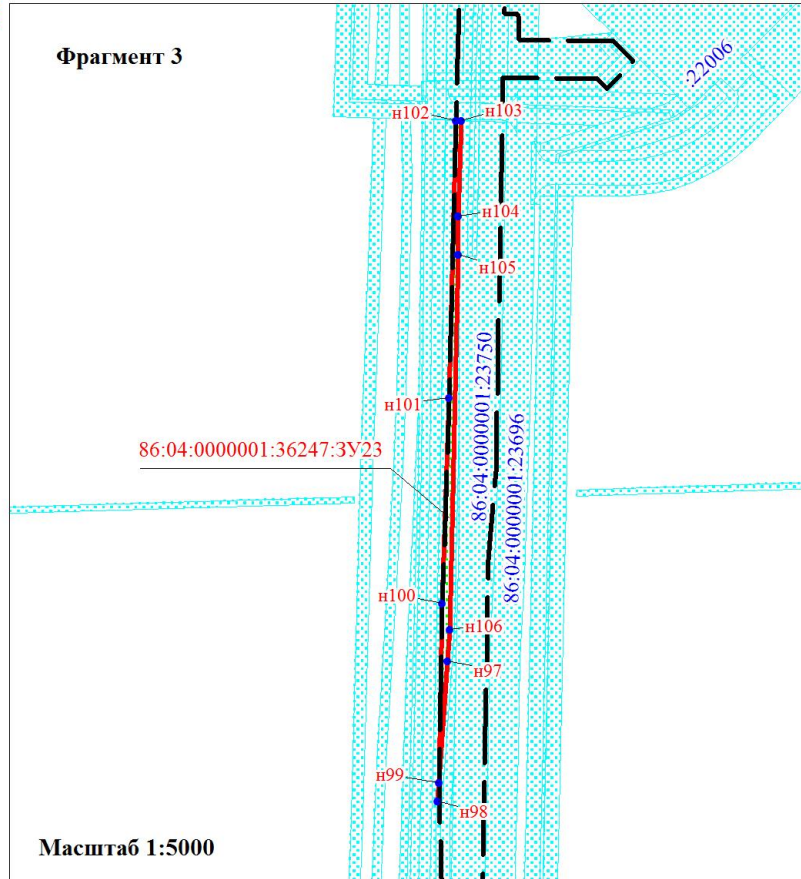 Фрагмент 3
:22006
н102
н103
н104
н105
н101
86:04:0000001:23750
86:04:0000001:23696
86:04:0000001:36247:ЗУ23
н100
н106
н97
н99
н98
Масштаб 1:5000